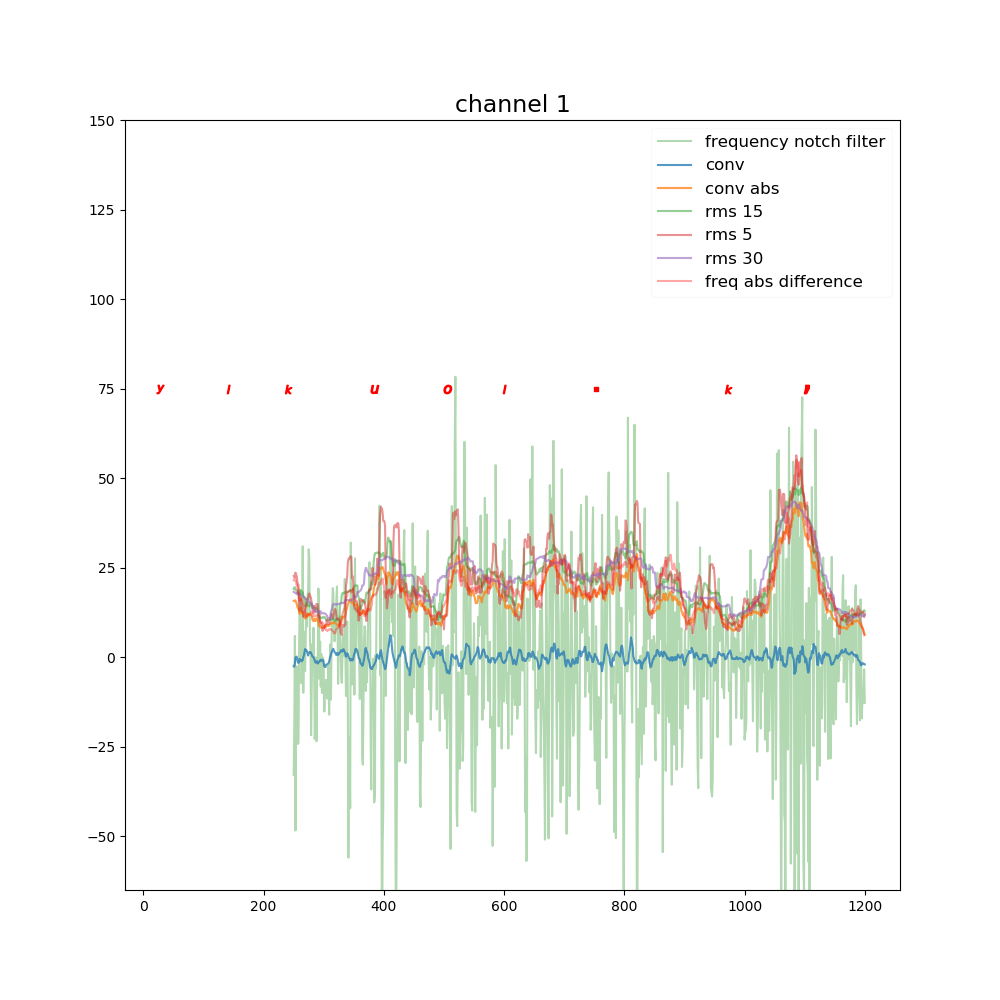 channel 1
150
125
100
75
50
25
0
−25
−50
frequency notch filter
conv
conv abs
rms 15
rms 5
rms 30
freq abs difference
y l k u o l . k
0 200 400 600 800 1000 1200